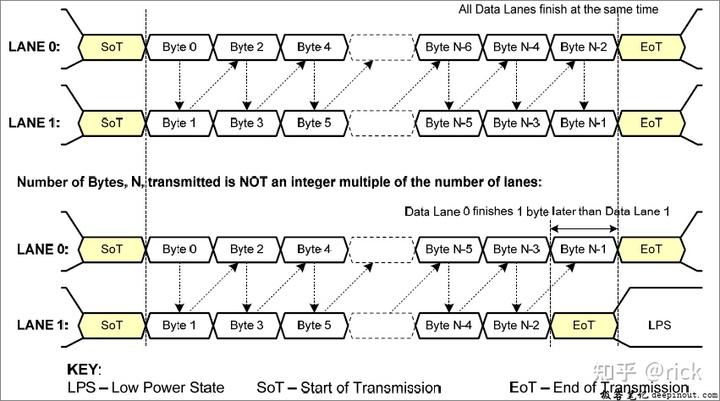 All Data Lanes finish at the same time
LANE 0: SoT Byte 0 Byte 2 Byte 4 Byte N-6 Byte N-4 Byte N-2 EoT
LANE 1: SoT Byte 1 Byte 3 Byte 5 Byte N-5 Byte N-3 Byte N-1 EoT
Number of Bytes, N, transmitted is NOT an integer multiple of the number of lanes:
Data Lane 0 finishes 1 byte later than Data Lane 1
LANE 0: SoT Byte 0 Byte 2 Byte 4 Byte N-5 Byte N-3 Byte N-1 EoT
LANE 1: SoT Byte 1 Byte 3 Byte 5 Byte N-4 Byte N-2 EoT LPS
KEY:
LPS – Low Power State SoT – Start of Transmission EoT – End of Transmission
知乎 @rick
极客笔记 deepinout.com